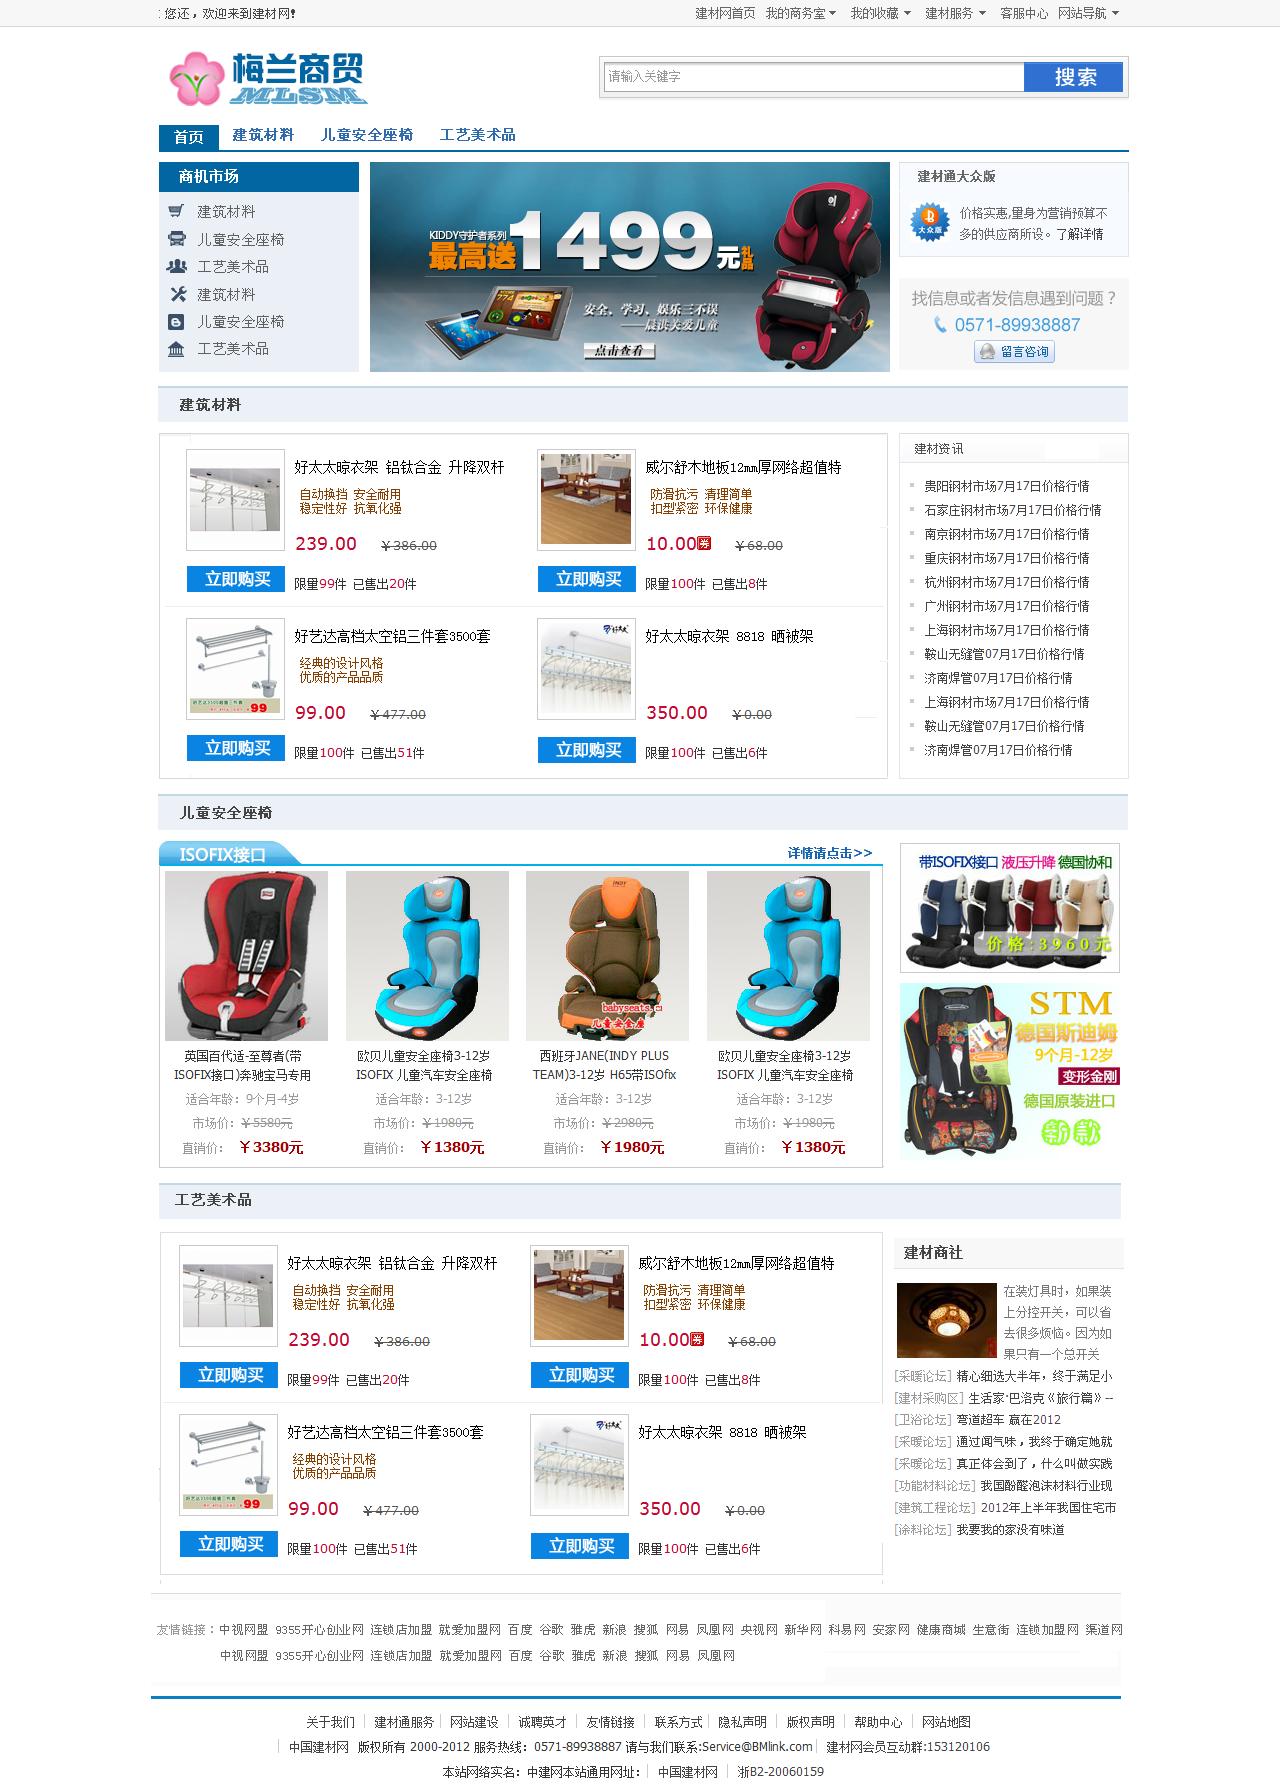 您还，欢迎来到建材网！
建材网首页 我的商务室 我的收藏 建材服务 客服中心 网站导航
梅兰商贸
MLSM
请输入关键字 搜索
首页 建筑材料 儿童安全座椅 工艺美术品
商机市场
建筑材料
儿童安全座椅
工艺美术品
建筑材料
儿童安全座椅
工艺美术品
KIDDY守护者系列
最高送1499元礼品
安全、学习、娱乐三不误
——晨浜关爱儿童
点击查看
建材通大众版
大众版
价格实惠,量身为营销预算不
多的供应商所设。了解详情
找信息或者发信息遇到问题？
0571-89938887
留言咨询
建筑材料
好太太晾衣架 铝钛合金 升降双杆
自动换挡 安全耐用
稳定性好 抗氧化强
239.00 ￥386.00
立即购买 限量99件 已售出20件
威尔舒木地板12mm厚网络超值特
防滑抗污 清理简单
扣型紧密 环保健康
10.00券 ￥68.00
立即购买 限量100件 已售出8件
好艺达高档太空铝三件套3500套
经典的设计风格
优质的产品品质
99.00 ￥477.00
立即购买 限量100件 已售出51件
好太太晾衣架 8818 晒被架
350.00 ￥0.00
立即购买 限量100件 已售出6件
建材资讯
贵阳钢材市场7月17日价格行情
石家庄钢材市场7月17日价格行情
南京钢材市场7月17日价格行情
重庆钢材市场7月17日价格行情
杭州钢材市场7月17日价格行情
广州钢材市场7月17日价格行情
上海钢材市场7月17日价格行情
鞍山无缝管07月17日价格行情
济南焊管07月17日价格行情
上海钢材市场7月17日价格行情
鞍山无缝管07月17日价格行情
济南焊管07月17日价格行情
儿童安全座椅
ISOFIX接口 详情请点击>>
英国百代适-至尊者(带
ISOFIX接口)奔驰宝马专用
适合年龄：9个月-4岁
市场价：￥5580元
直销价： ￥3380元
欧贝儿童安全座椅3-12岁
ISOFIX 儿童汽车安全座椅
适合年龄：3-12岁
市场价：￥1980元
直销价： ￥1380元
INDY
babyseats.cc
西班牙JANE(INDY PLUS
TEAM)3-12岁 H65带ISOfix
适合年龄：3-12岁
市场价：￥2980元
直销价： ￥1980元
欧贝儿童安全座椅3-12岁
ISOFIX 儿童汽车安全座椅
适合年龄：3-12岁
市场价：￥1980元
直销价： ￥1380元
带ISOFIX接口 液压升降 德国协和
价格:3960元
STM
德国斯迪姆
9个月-12岁
变形金刚
德国原装进口
新款
工艺美术品
好太太晾衣架 铝钛合金 升降双杆
自动换挡 安全耐用
稳定性好 抗氧化强
239.00 ￥386.00
立即购买 限量99件 已售出20件
威尔舒木地板12mm厚网络超值特
防滑抗污 清理简单
扣型紧密 环保健康
10.00券 ￥68.00
立即购买 限量100件 已售出8件
好艺达高档太空铝三件套3500套
经典的设计风格
优质的产品品质
99.00 ￥477.00
立即购买 限量100件 已售出51件
好太太晾衣架 8818 晒被架
350.00 ￥0.00
立即购买 限量100件 已售出6件
建材商社
在装灯具时，如果装
上分控开关，可以省
去很多烦恼。因为如
果只有一个总开关
[采暖论坛] 精心细选大半年，终于满足小
[建材采购区] 生活家·巴洛克《旅行篇》--
[卫浴论坛] 弯道超车 赢在2012
[采暖论坛] 通过闻气味，我终于确定她就
[采暖论坛] 真正体会到了，什么叫做实践
[功能材料论坛] 我国酚醛泡沫材料行业现
[建筑工程论坛] 2012年上半年我国住宅市
[涂料论坛] 我要我的家没有味道
友情链接：中视网盟 9355开心创业网 连锁店加盟 就爱加盟网 百度 谷歌 雅虎 新浪 搜狐 网易 凤凰网 央视网 新华网 科易网 安家网 健康商城 生意街 连锁加盟网 渠道网
中视网盟 9355开心创业网 连锁店加盟 就爱加盟网 百度 谷歌 雅虎 新浪 搜狐 网易 凤凰网
关于我们 建材通服务 网站建设 诚聘英才 友情链接 联系方式 隐私声明 版权声明 帮助中心 网站地图
中国建材网 版权所有 2000-2012 服务热线：0571-89938887 请与我们联系:Service@BMlink.com 建材网会员互动群:153120106
本站网络实名：中建网本站通用网址： 中国建材网 浙B2-20060159